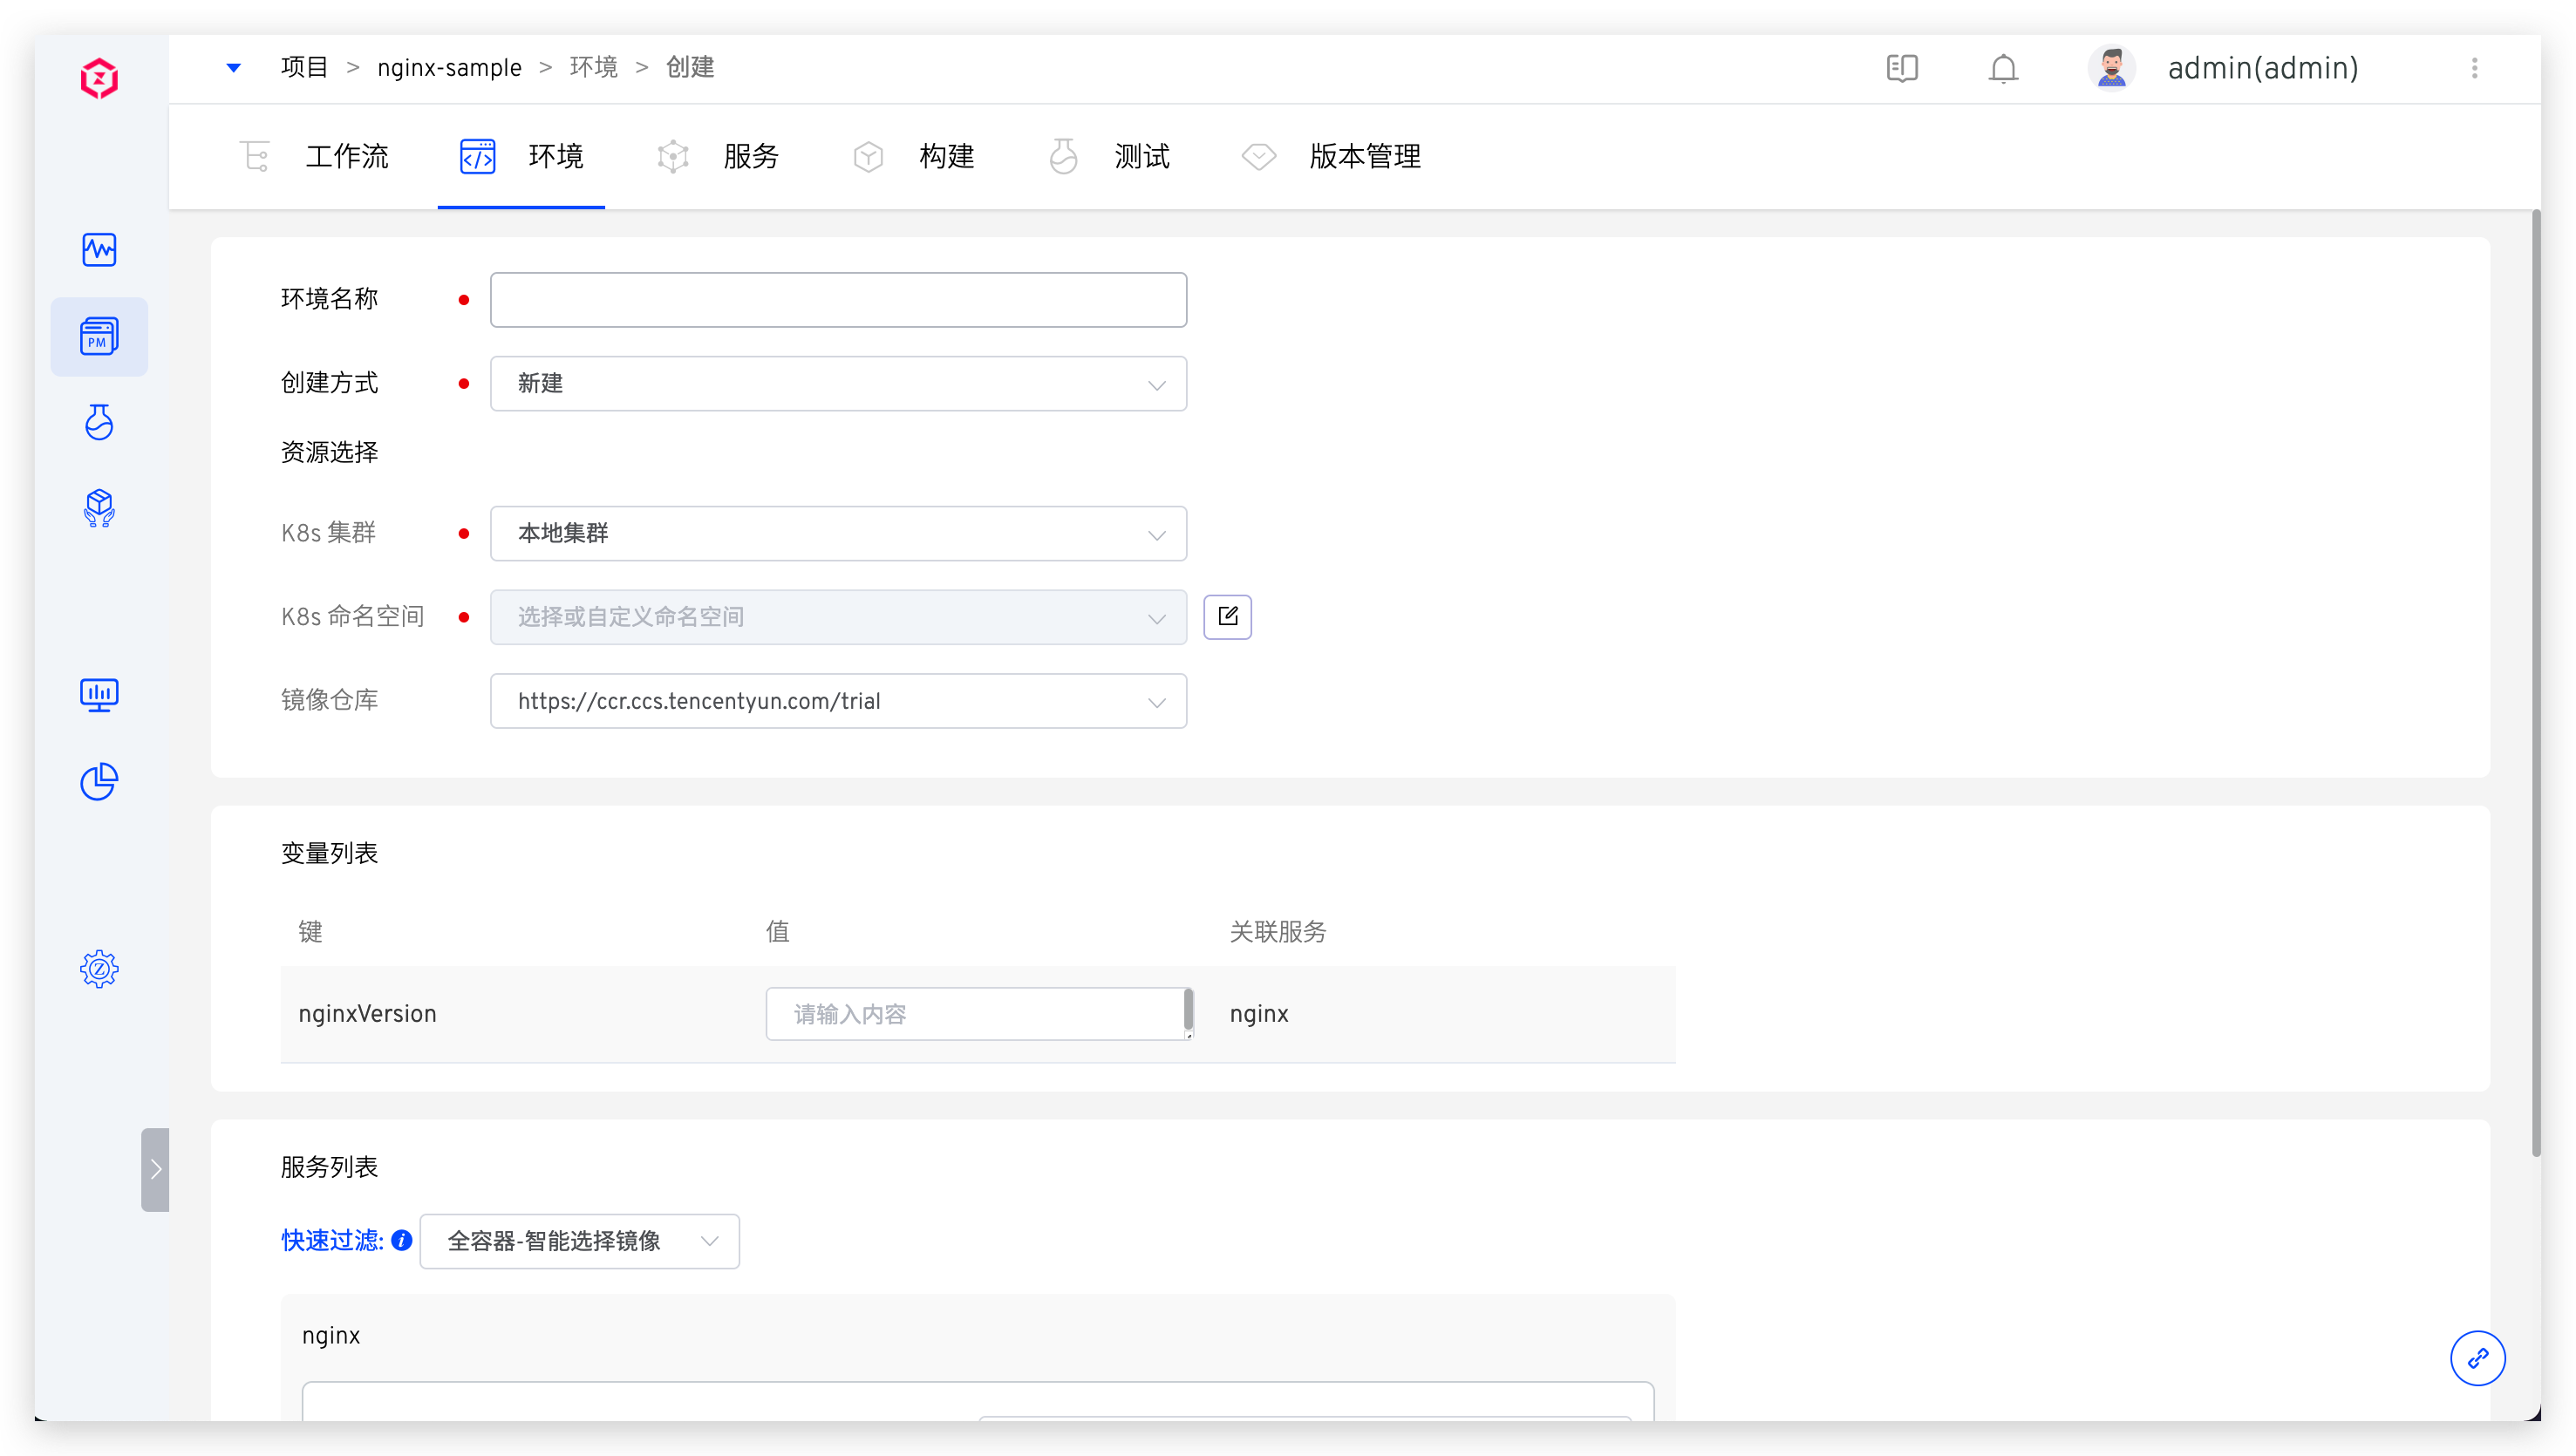 项目 > nginx-sample > 环境 > 创建
admin(admin)
工作流 环境 服务 构建 测试 版本管理
PM
环境名称
创建方式 新建
资源选择
K8s 集群 本地集群
K8s 命名空间 选择或自定义命名空间
镜像仓库 https://ccr.ccs.tencentyun.com/trial
变量列表
键 值 关联服务
nginxVersion 请输入内容 nginx
服务列表
快速过滤: 全容器-智能选择镜像
nginx